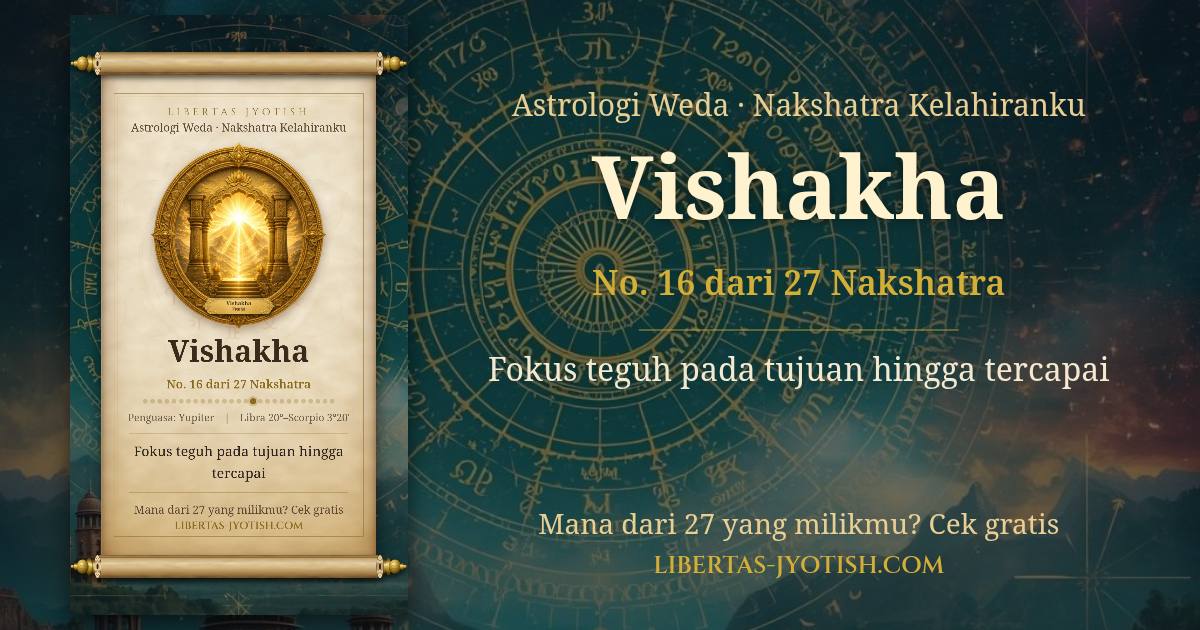 LIBERTAS JYOTISH
Astrologi Weda · Nakshatra Kelahiranku
Vishakha
Vishakha
No. 16 dari 27 Nakshatra
Penguasa: Yupiter | Libra 20°–Scorpio 3°20'
Fokus teguh pada tujuan hingga
tercapai
Mana dari 27 yang milikmu? Cek gratis
LIBERTAS-JYOTISH.COM
Astrologi Weda · Nakshatra Kelahiranku
Vishakha
No. 16 dari 27 Nakshatra
Fokus teguh pada tujuan hingga tercapai
Mana dari 27 yang milikmu? Cek gratis
LIBERTAS-JYOTISH.COM